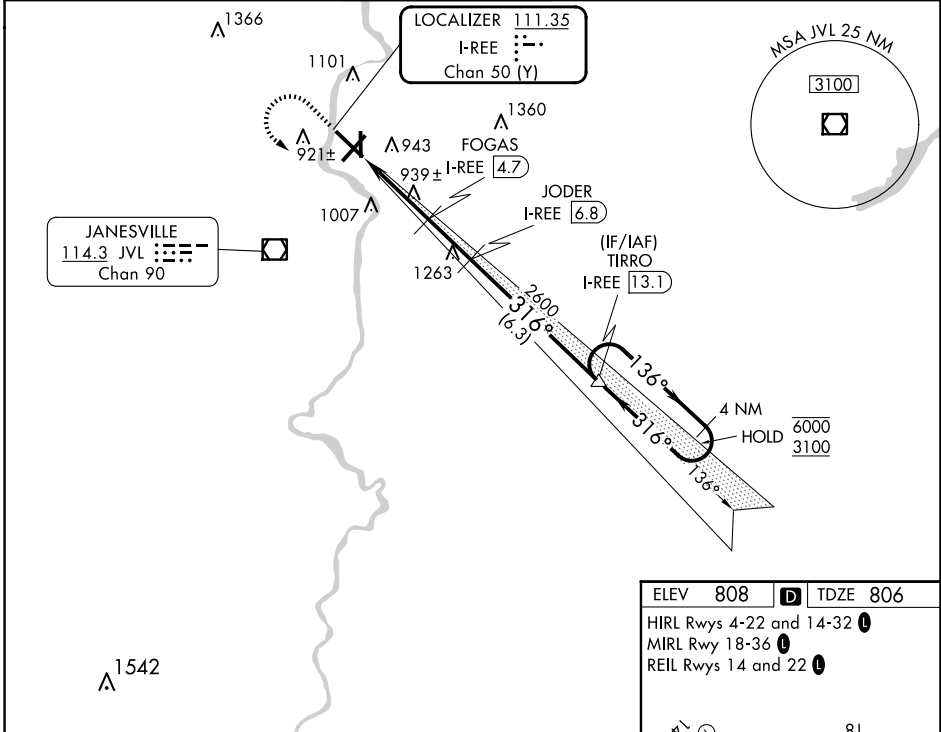 1366
LOCALIZER 111.35
I-REE
Chan 50 (Y)
MSA JVL 25 NM
3100
1101
1360
921±
943
FOGAS
I-REE 4.7
939±
JODER
I-REE 6.8
1007
JANESVILLE
114.3 JVL
Chan 90
1263
(IF/IAF)
TIRRO
I-REE 13.1
2600
316°
(6.3)
136°
4 NM
HOLD 6000
3100
316°
136°
ELEV 808 D TDZE 806
HIRL Rwys 4-22 and 14-32 L
MIRL Rwy 18-36 L
REIL Rwys 14 and 22 L
1542